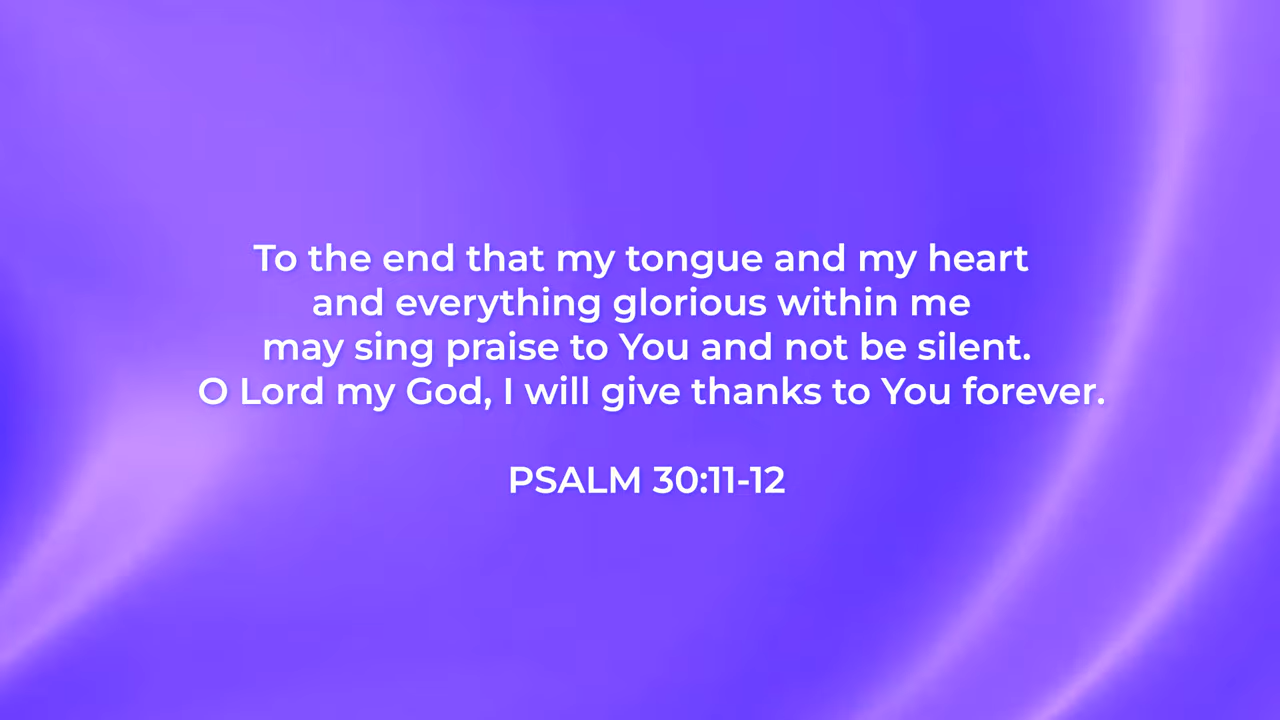 To the end that my tongue and my heart
and everything glorious within me
may sing praise to You and not be silent.
O Lord my God, I will give thanks to You forever.
PSALM 30:11-12